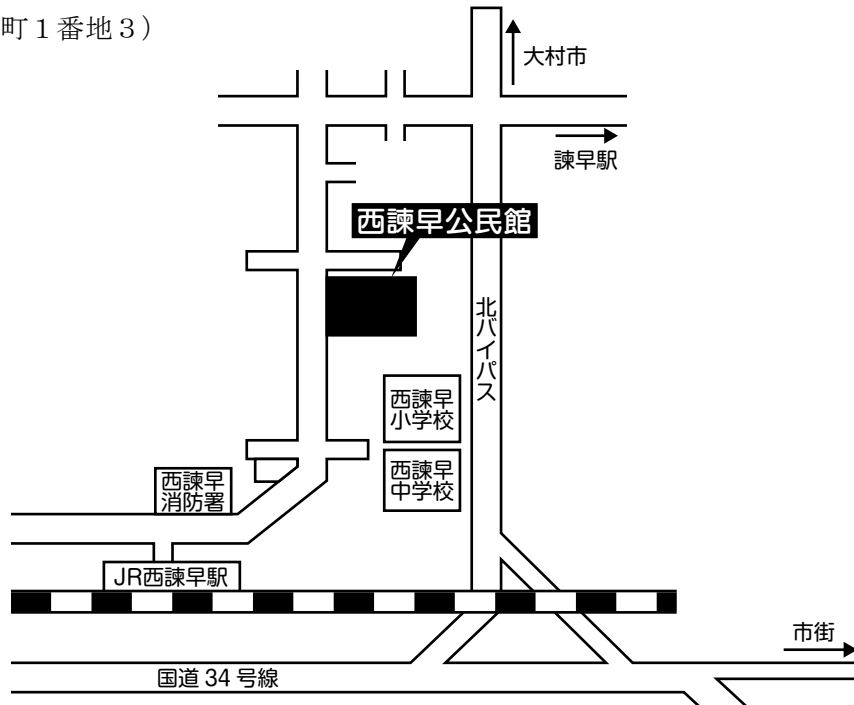 町１番地３）
大村市
諫早駅
西諫早公民館
北バイパス
西諫早
小学校
西諫早
中学校
西諫早
消防署
JR西諫早駅
市街
国道 34 号線